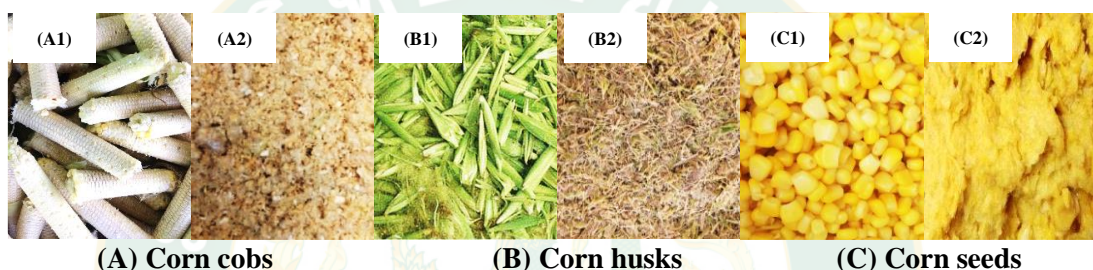 (A1) (A2) (B1) (B2) (C1) (C2)
(A) Corn cobs (B) Corn husks (C) Corn seeds